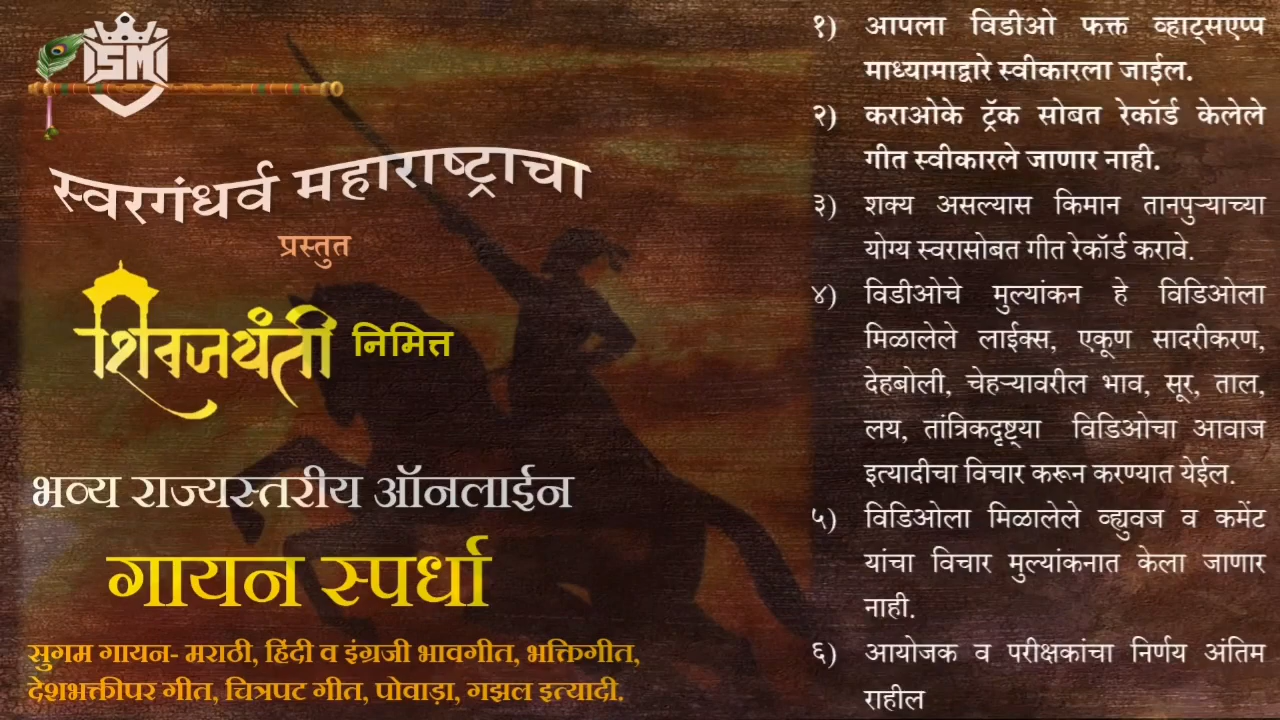 ISM
स्वरगंधर्व महाराष्ट्राचा
प्रस्तुत
शिवजयंती निमित्त
भव्य राज्यस्तरीय ऑनलाईन
गायन स्पर्धा
सुगम गायन- मराठी, हिंदी व इंग्रजी भावगीत, भक्तिगीत,
देशभक्तीपर गीत, चित्रपट गीत, पोवाडा, गझल इत्यादी.
१) आपला विडीओ फक्त व्हाट्सएप्प
माध्यामाद्वारे स्वीकारला जाईल.
२) कराओके ट्रॅक सोबत रेकॉर्ड केलेले
गीत स्वीकारले जाणार नाही.
३) शक्य असल्यास किमान तानपुऱ्याच्या
योग्य स्वरासोबत गीत रेकॉर्ड करावे.
४) विडीओचे मुल्यांकन हे विडिओला
मिळालेले लाईक्स, एकूण सादरीकरण,
देहबोली, चेहऱ्यावरील भाव, सूर, ताल,
लय, तांत्रिकदृष्ट्या विडिओचा आवाज
इत्यादीचा विचार करून करण्यात येईल.
५) विडिओला मिळालेले व्ह्युवज व कमेंट
यांचा विचार मुल्यांकनात केला जाणार
नाही.
६) आयोजक व परीक्षकांचा निर्णय अंतिम
राहील